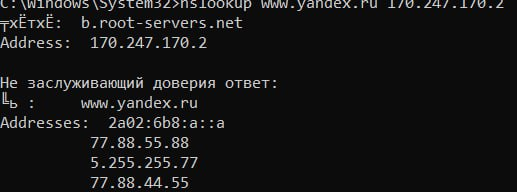 C:\Windows\System32>nslookup www.yandex.ru 170.247.170.2
╤хЁтхЁ:  b.root-servers.net
Address:  170.247.170.2

Не заслуживающий доверия ответ:
╚ь :     www.yandex.ru
Addresses:  2a02:6b8:a::a
          77.88.55.88
          5.255.255.77
          77.88.44.55